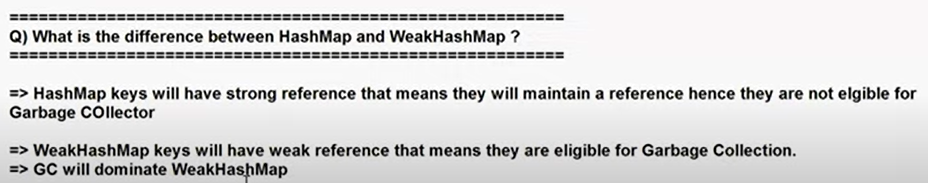 =========================================================
Q) What is the difference between HashMap and WeakHashMap ?
=========================================================
=> HashMap keys will have strong reference that means they will maintain a reference hence they are not elgible for
Garbage COllector
=> WeakHashMap keys will have weak reference that means they are eligible for Garbage Collection.
=> GC will dominate WeakHashMap